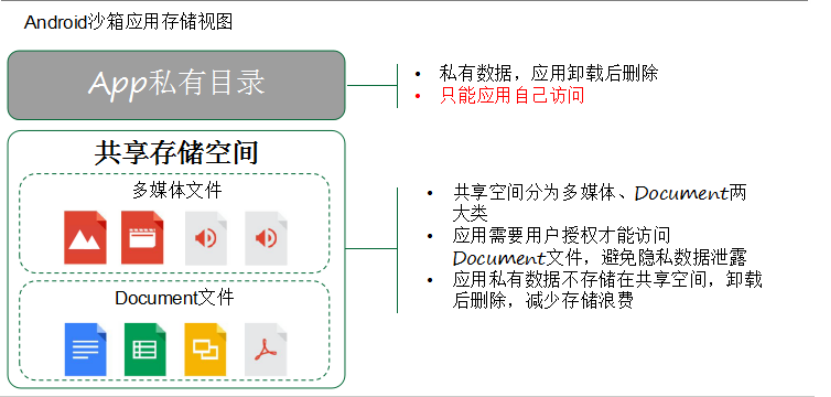 Android沙箱应用存储视图
App私有目录
• 私有数据，应用卸载后删除
• 只能应用自己访问
共享存储空间
多媒体文件
Document文件
• 共享空间分为多媒体、Document两
大类
• 应用需要用户授权才能访问
Document文件，避免隐私数据泄露
• 应用私有数据不存储在共享空间，卸载
后删除，减少存储浪费